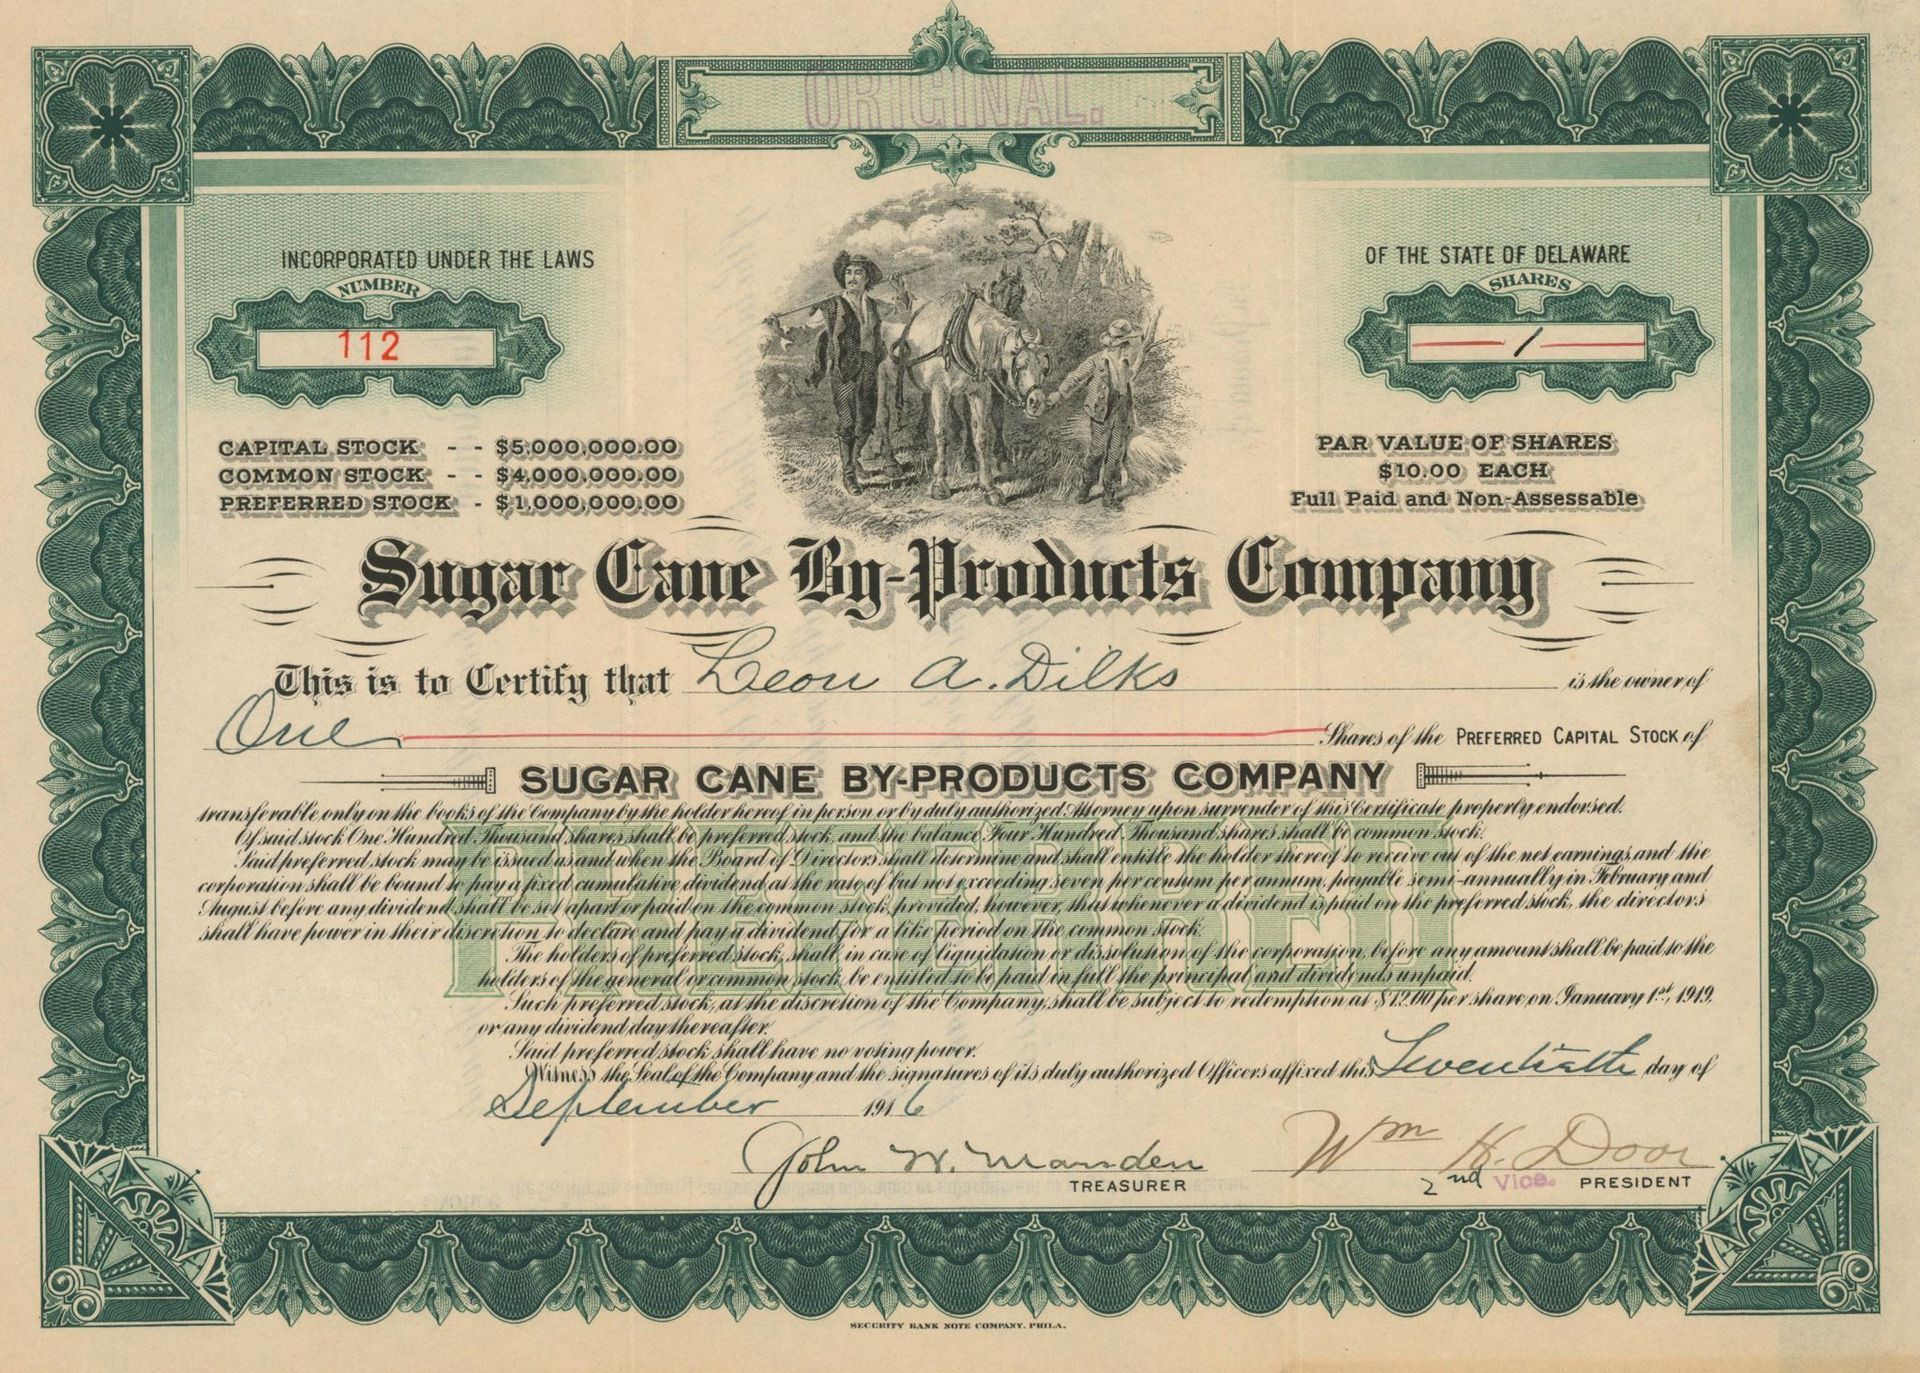 ORIGINAL.
INCORPORATED UNDER THE LAWS
OF THE STATE OF DELAWARE
NUMBER
112
SHARES
1
CAPITAL STOCK - - $5,000,000.00
COMMON STOCK - - $4,000,000.00
PREFERRED STOCK - $1,000,000.00
PAR VALUE OF SHARES
$10.00 EACH
Full Paid and Non-Assessable
Sugar Cane By-Products Company
This is to Certify that Leon A. Dilks is the owner of
One Shares of the PREFERRED CAPITAL STOCK of
SUGAR CANE BY-PRODUCTS COMPANY
transferable only on the books of the Company by the holder hereof in person or by duly authorized Attorney upon surrender of this Certificate properly endorsed.
Of said stock One Hundred Thousand shares shall be preferred stock and the balance Four Hundred Thousand shares shall be common stock.
Said preferred stock may be issued as and when the Board of Directors shall determine and shall entitle the holder thereof to receive out of the net earnings, and the
corporation shall be bound to pay a fixed cumulative dividend at the rate of but not exceeding seven per centum per annum, payable semi-annually in February and
August before any dividend shall be set apart or paid on the common stock, provided, however, that whenever a dividend is paid on the preferred stock, the directors
shall have power in their discretion to declare and pay a dividend for a like period on the common stock.
The holders of preferred stock, shall, in case of liquidation or dissolution, of the corporation, before any amount shall be paid to the
holders of the general or common stock, be entitled to be paid in full the principal and dividends unpaid.
Such preferred stock, at the discretion of the Company, shall be subject to redemption at $12.00 per share, on January 1st, 1919.
or any dividend day thereafter.
Said preferred stock shall have no voting power.
Witness the Seal of the Company and the signatures of its duly authorized Officers affixed this Twentieth day of
September 1916
John W. Marsden
Wm H. Door
TREASURER
2nd Vice. PRESIDENT
SECURITY BANK NOTE COMPANY. PHILA.